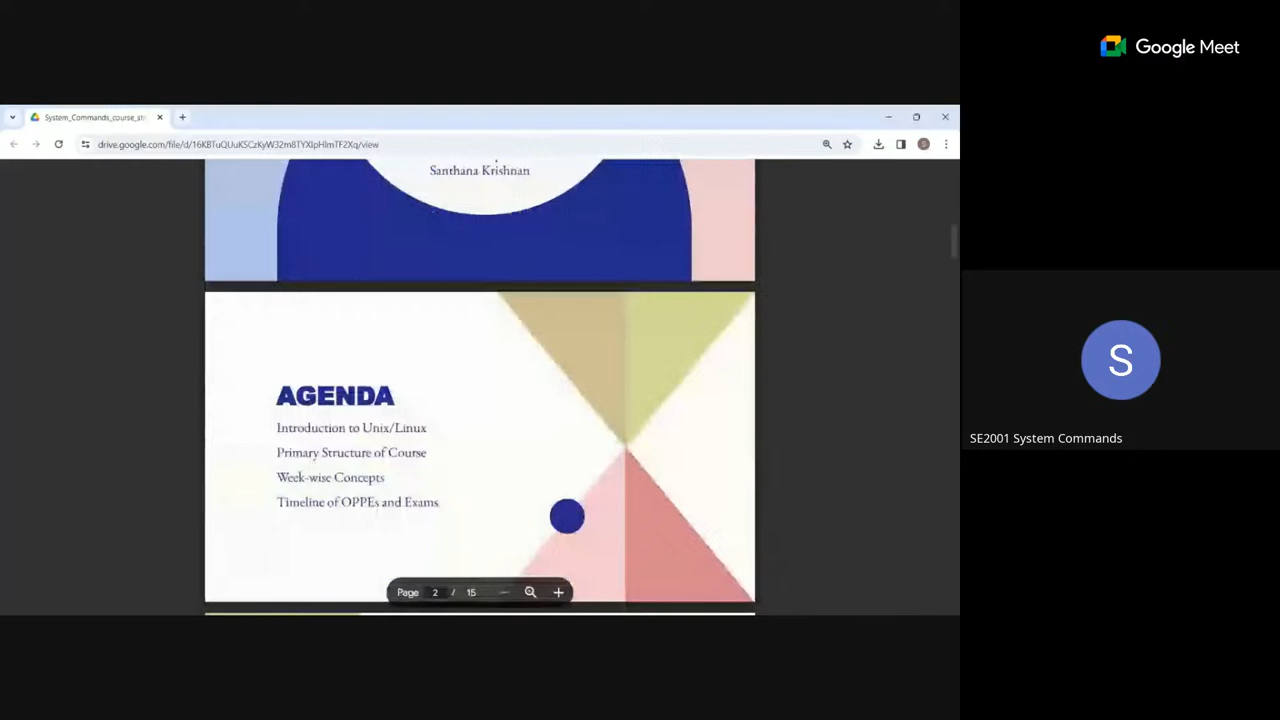 Google Meet
System_Commands_course_str
drive.google.com/file/d/16KBTuQUuKSCzKyW32m8TYXlpHlmTF2Xq/view
S
Santhana Krishnan
AGENDA
Introduction to Unix/Linux
Primary Structure of Course
Week-wise Concepts
Timeline of OPPEs and Exams
Page 2 / 15
S
SE2001 System Commands